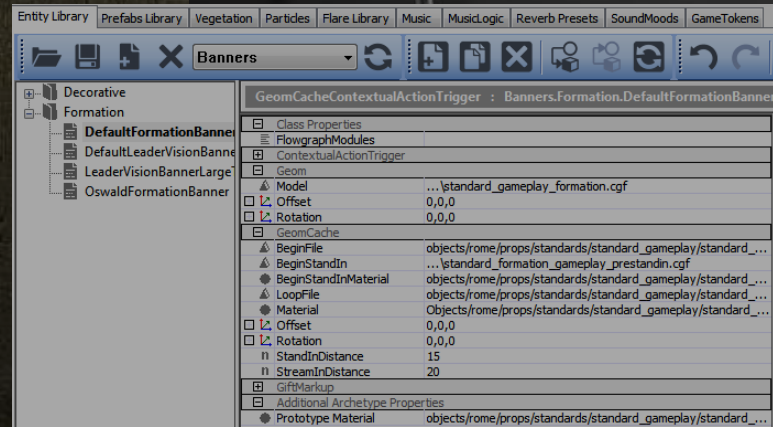 Entity Library Prefabs Library Vegetation Particles Flare Library Music MusicLogic Reverb Presets SoundMoods GameTokens
Banners
Decorative
Formation
DefaultFormationBanner
DefaultLeaderVisionBanne
LeaderVisionBannerLarge
OswaldFormationBanner
GeomCacheContextualActionTrigger : Banners.Formation.DefaultFormationBanner
Class Properties
FlowgraphModules
ContextualActionTrigger
Geom
Model ...\standard_gameplay_formation.cgf
Offset 0,0,0
Rotation 0,0,0
GeomCache
BeginFile objects/rome/props/standards/standard_gameplay/standard_...
BeginStandIn ...\standard_formation_gameplay_prestandin.cgf
BeginStandInMaterial objects/rome/props/standards/standard_gameplay/standard_...
LoopFile objects/rome/props/standards/standard_gameplay/standard_...
Material Objects/rome/props/standards/standard_gameplay/standard_...
Offset 0,0,0
Rotation 0,0,0
n StandInDistance 15
n StreamInDistance 20
GiftMarkup
Additional Archetype Properties
Prototype Material objects/rome/props/standards/standard_gameplay/standard_...